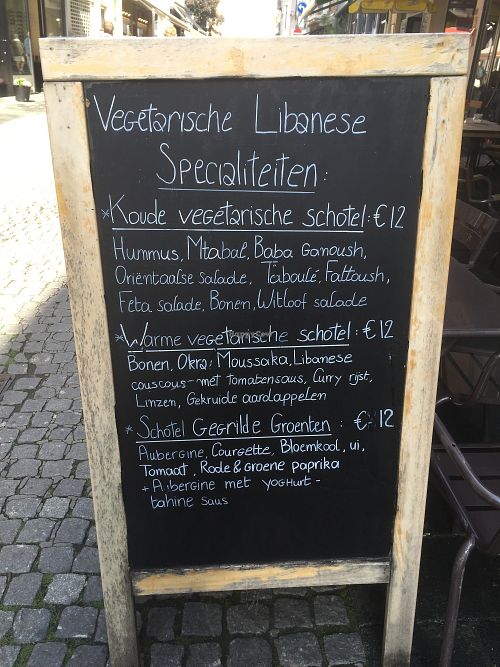 Vegetarische Libanese
Specialiteiten:
*Koude vegetarische schotel: €12
Hummus, Mtabal, Baba Ganoush,
Oriëntaalse salade, Taboulé, Fattoush,
Feta salade, Bonen, Witloof salade
*Warme vegetarische schotel: €12
Bonen, Okra, Moussaka, Libanese
couscous-met tomatensaus, Curry rijst,
Linzen, Gekruide aardappelen
* Schotel Gegrilde Groenten : €12
Aubergine, Courgette, Bloemkool, ui,
Tomaat, Rode & groene paprika
+ Aubergine met yoghurt-
tahine saus